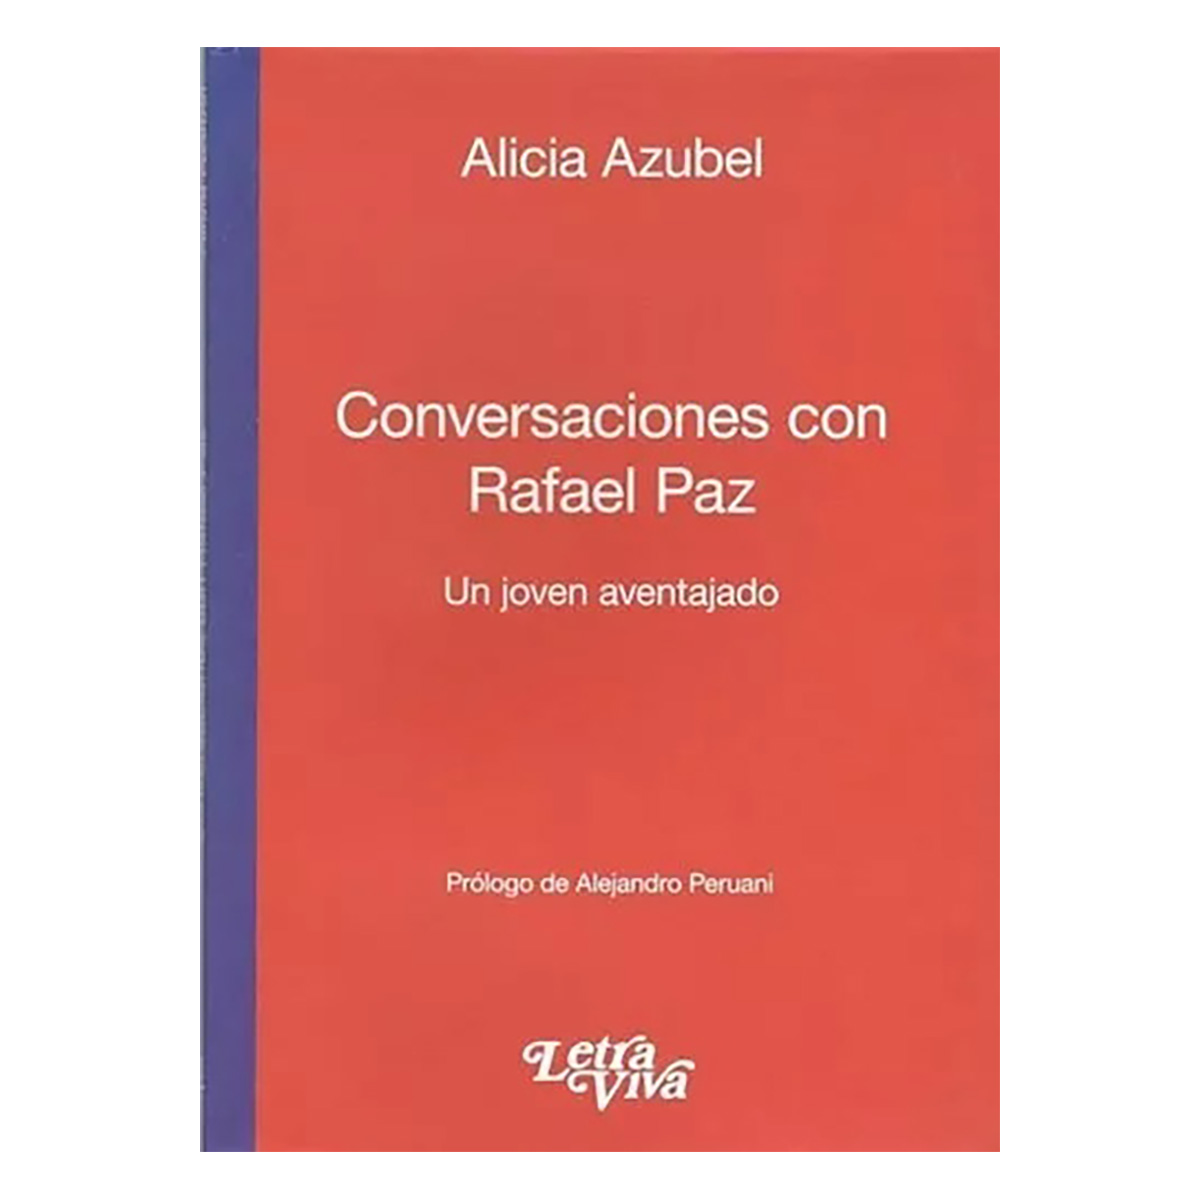 Alicia Azubel
Conversaciones con
Rafael Paz
Un joven aventajado
Prólogo de Alejandro Peruani
Letra
Viva